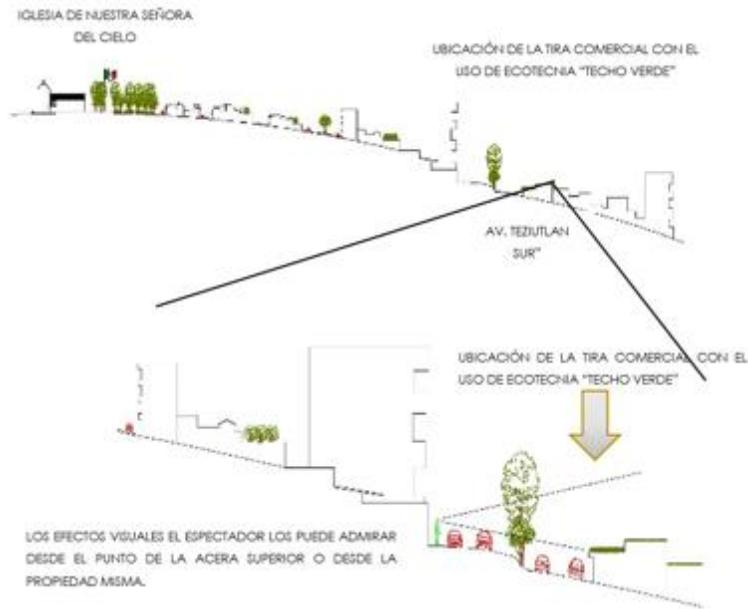 IGLESIA DE NUESTRA SEÑORA
DEL CIELO
UBICACIÓN DE LA TIRA COMERCIAL CON EL
USO DE ECOTECNIA "TECHO VERDE"
AV. TEZIUTLAN
SUR"
UBICACIÓN DE LA TIRA COMERCIAL CON EL
USO DE ECOTECNIA "TECHO VERDE"
LOS EFECTOS VISUALES EL ESPECTADOR LOS PUEDE ADMIRAR
DESDE EL PUNTO DE LA ACERA SUPERIOR O DESDE LA
PROPIEDAD MISMA.